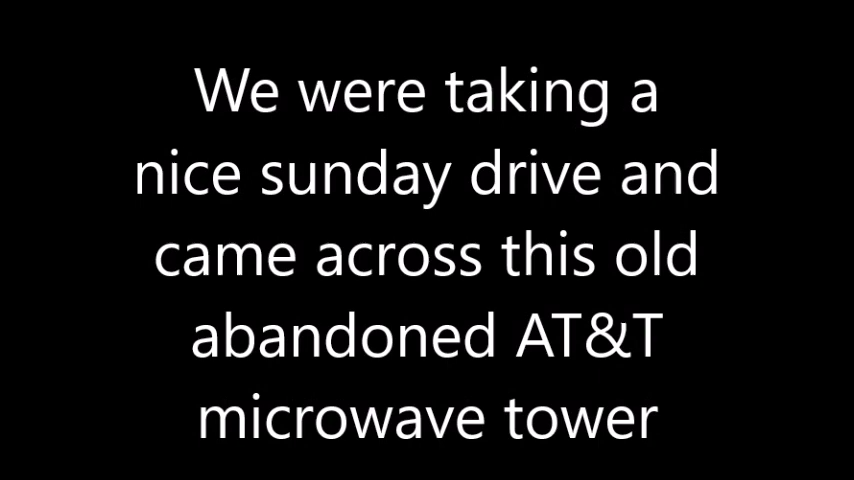 We were taking a
nice sunday drive and
came across this old
abandoned AT&T
microwave tower